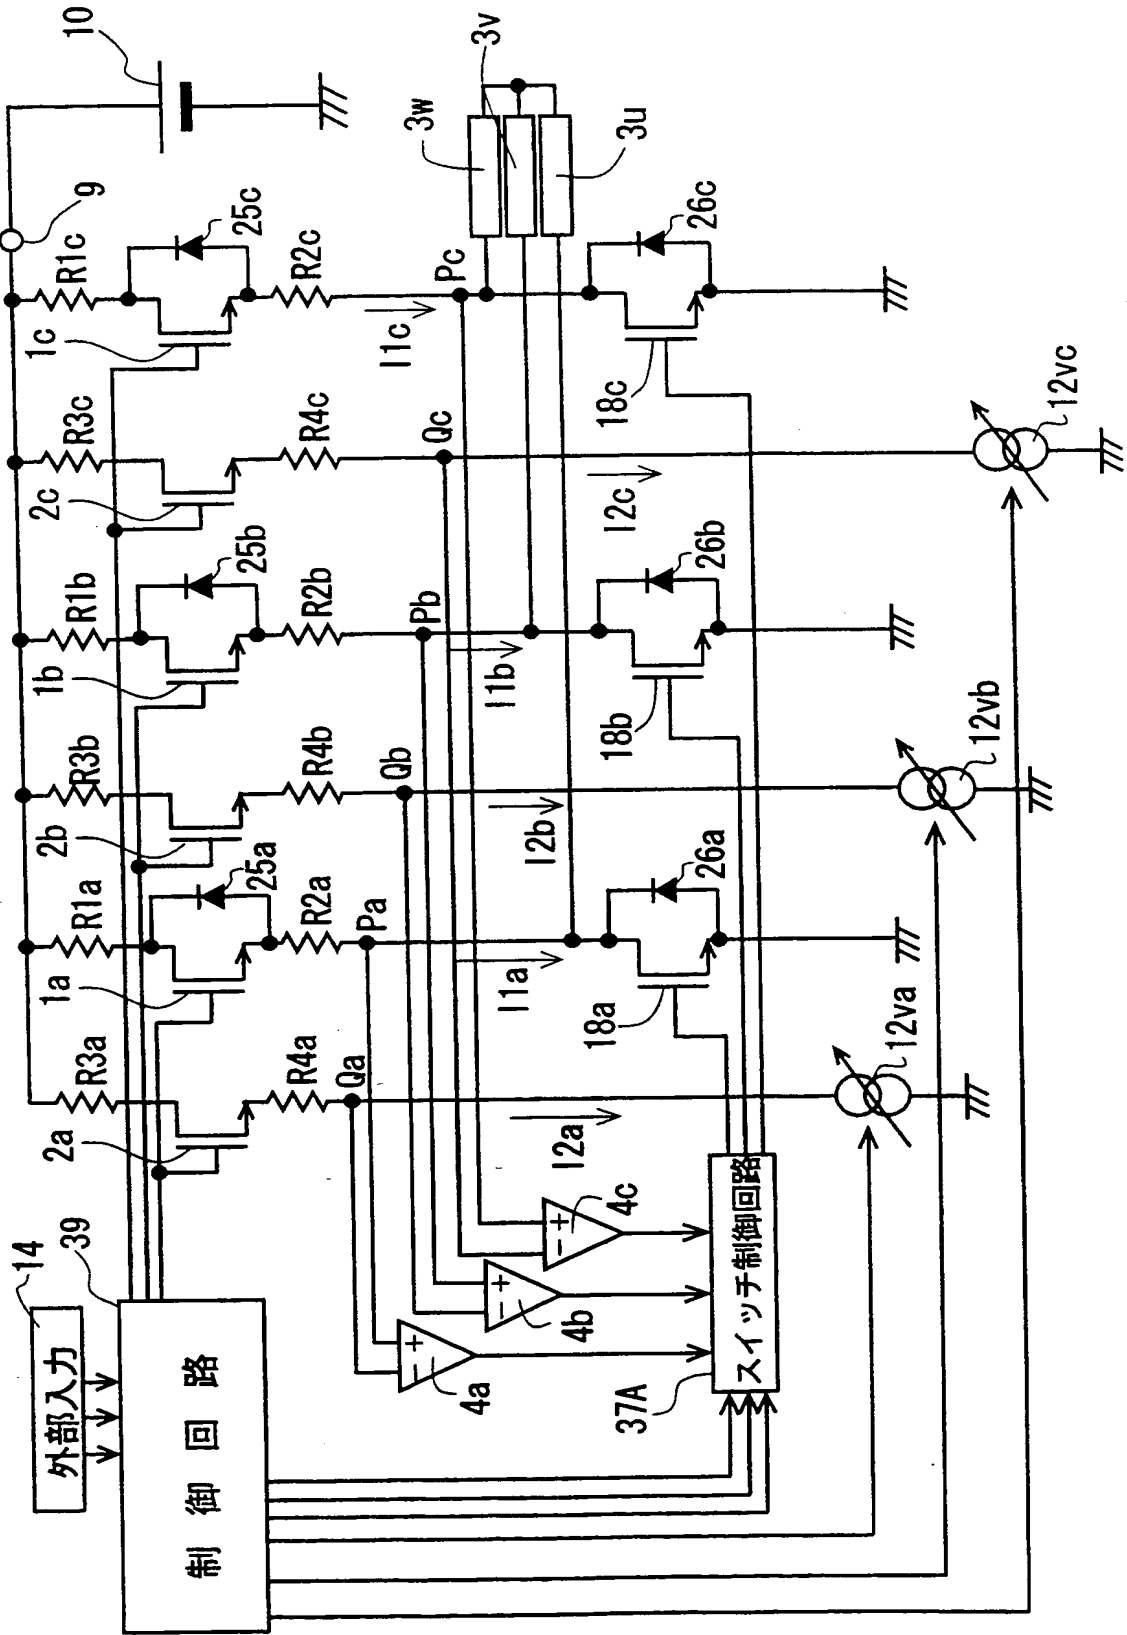 10
9
R1c
25c
1c
R2c
R3c
2c
R4c
R1b
25b
1b
R2b
R3b
2b
R4b
R1a
25a
1a
R2a
R3a
2a
R4a
14
外部入力
39
制御回路
3v
3w
3u
Pc
I1c
26c
18c
Qc
I2c
12vc
Pb
I1b
26b
18b
Qb
I2b
12vb
Pa
I1a
26a
18a
Qa
I2a
12va
+
−
4c
+
−
4b
+
−
4a
37A
スイッチ制御回路